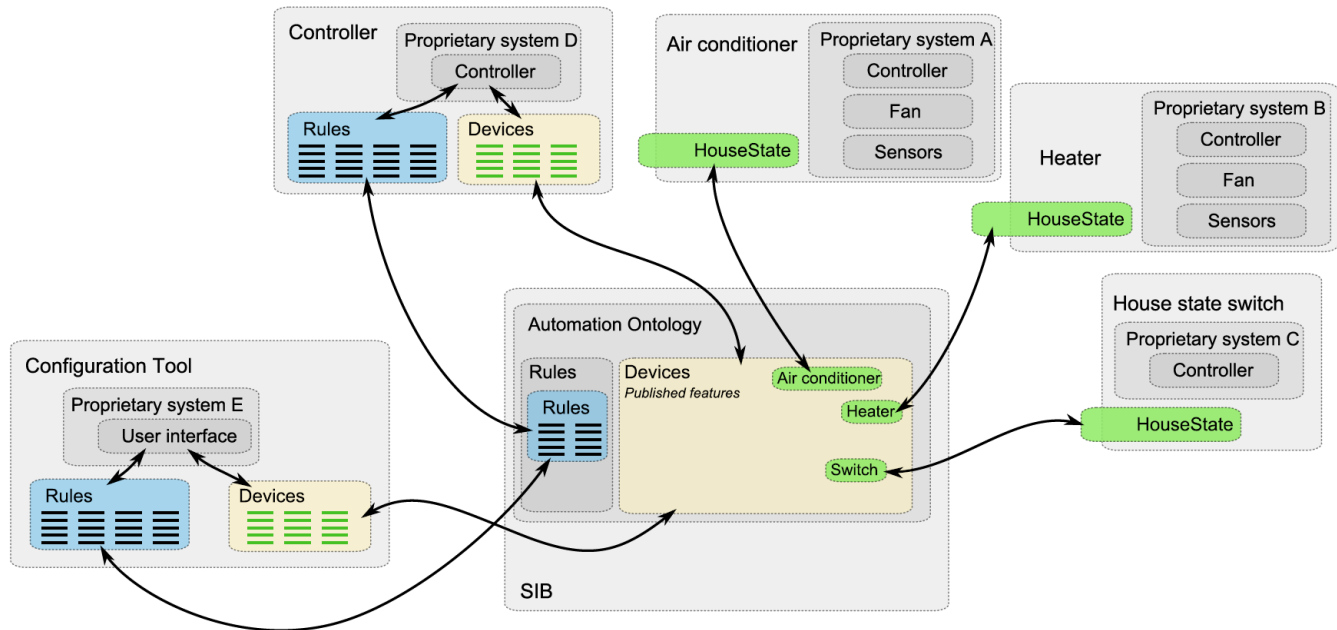 Controller
Proprietary system D
Controller
Rules
Devices
Air conditioner
Proprietary system A
Controller
Fan
Sensors
HouseState
Heater
Proprietary system B
Controller
Fan
Sensors
HouseState
House state switch
Proprietary system C
Controller
HouseState
Configuration Tool
Proprietary system E
User interface
Rules
Devices
Automation Ontology
Rules
Rules
Devices
Published features
Air conditioner
Heater
Switch
SIB